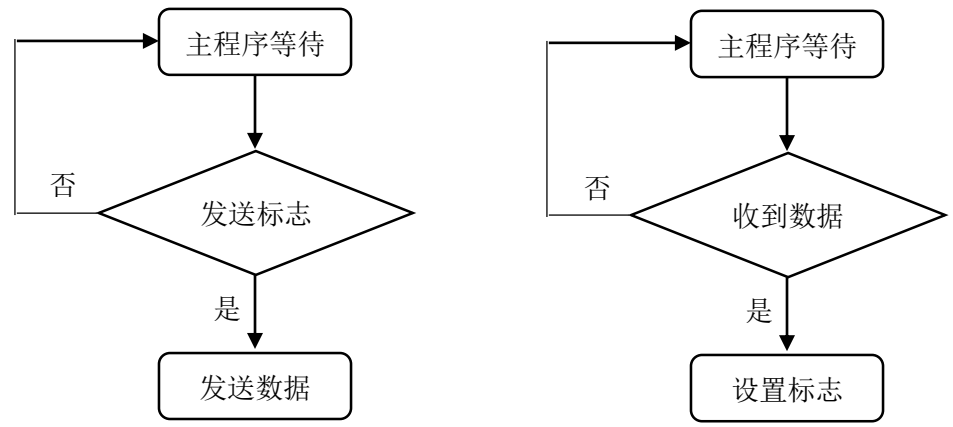 主程序等待
否
发送标志
是
发送数据
主程序等待
否
收到数据
是
设置标志